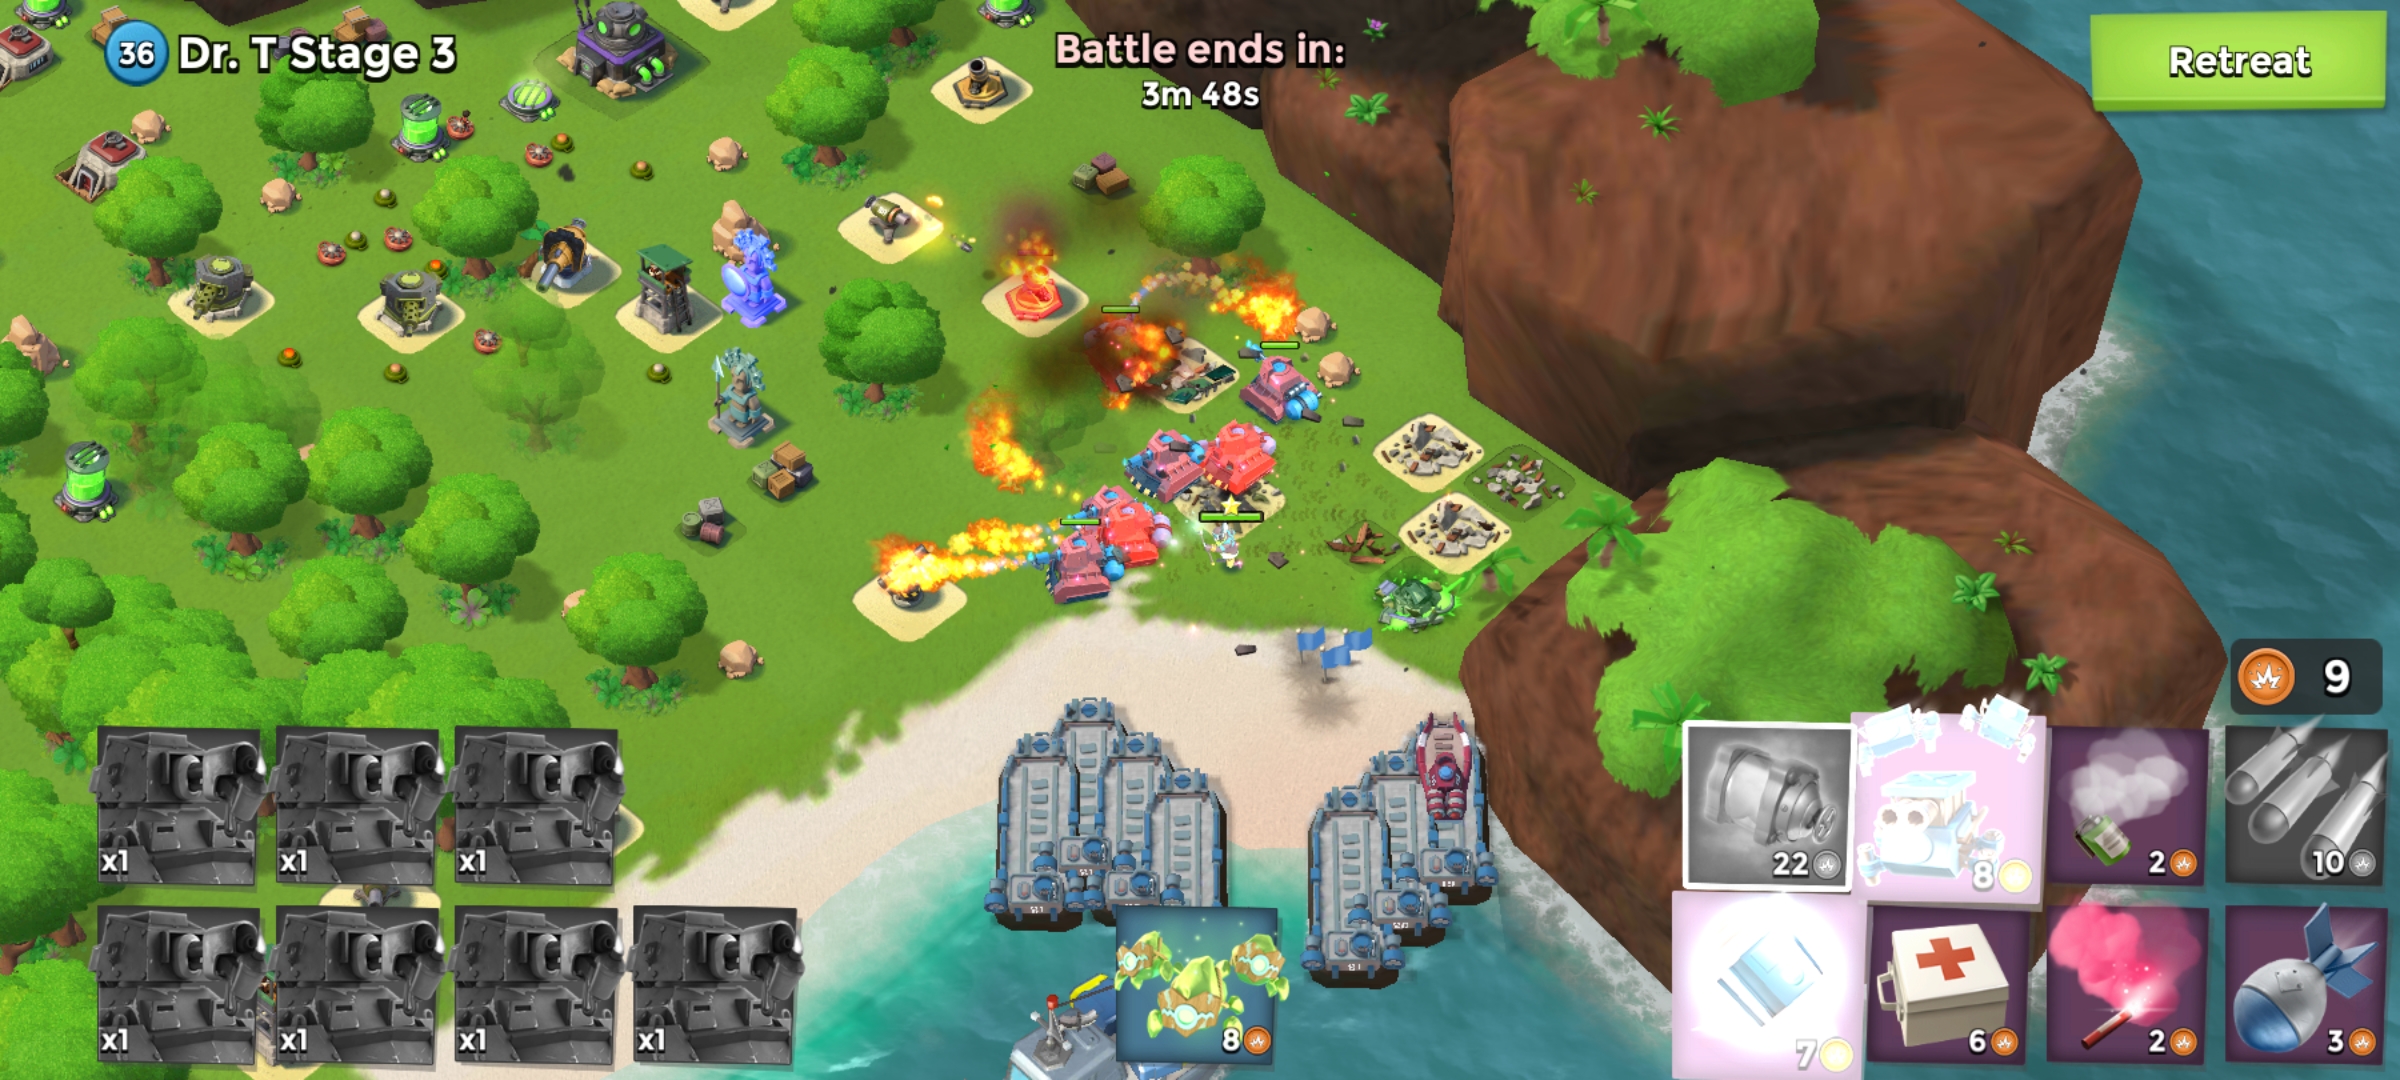 36 Dr. T Stage 3
Battle ends in:
3m 48s
Retreat
9
x1 x1 x1
22 8 2 10
x1 x1 x1 x1
8
7 6 2 3